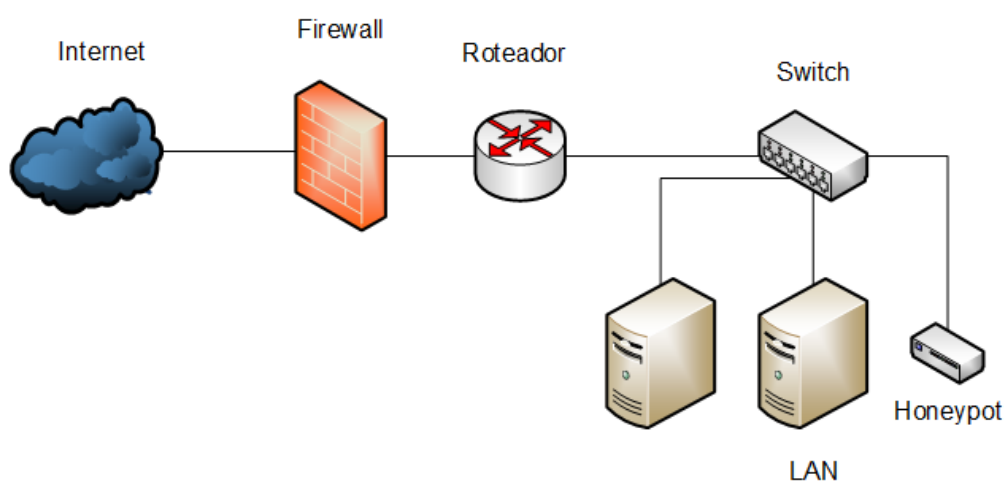 Internet
Firewall
Roteador
Switch
Honeypot
LAN